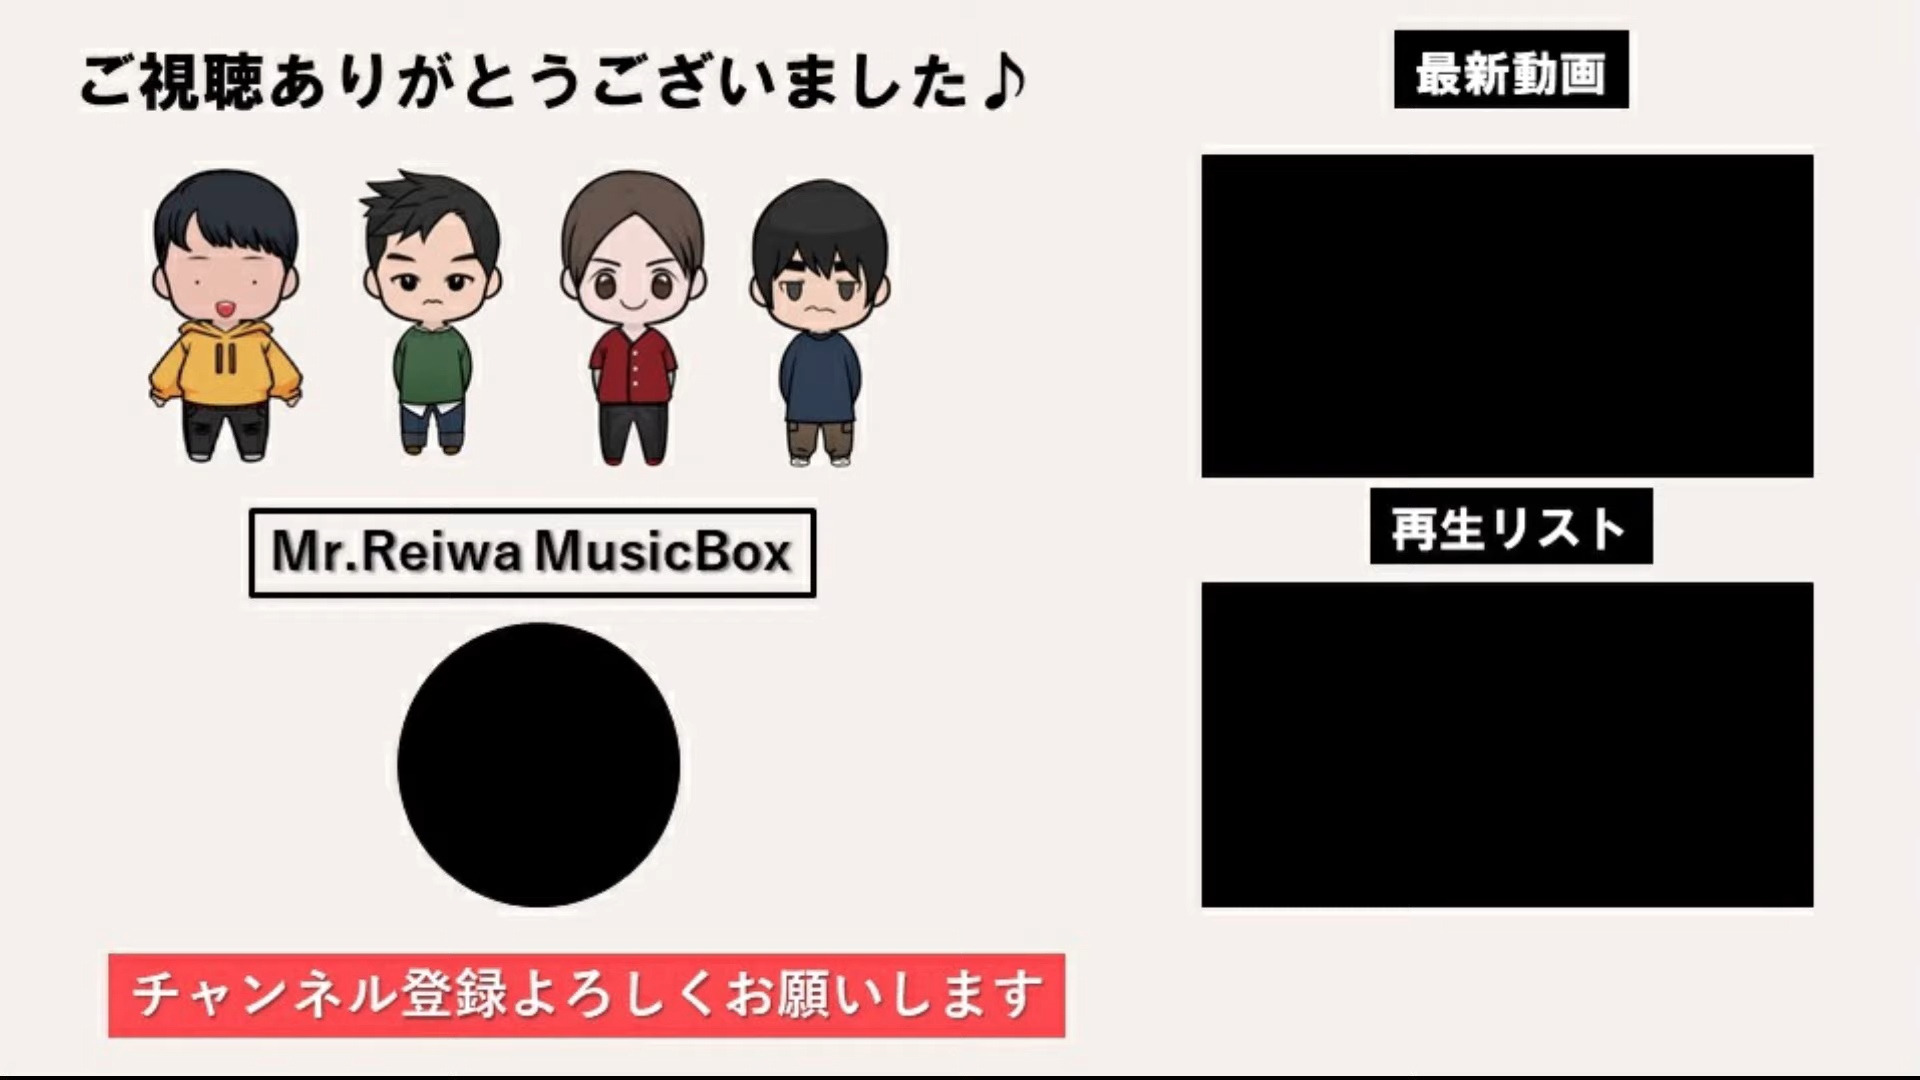 ご視聴ありがとうございました♪
Mr.Reiwa MusicBox
チャンネル登録よろしくお願いします
最新動画
再生リスト